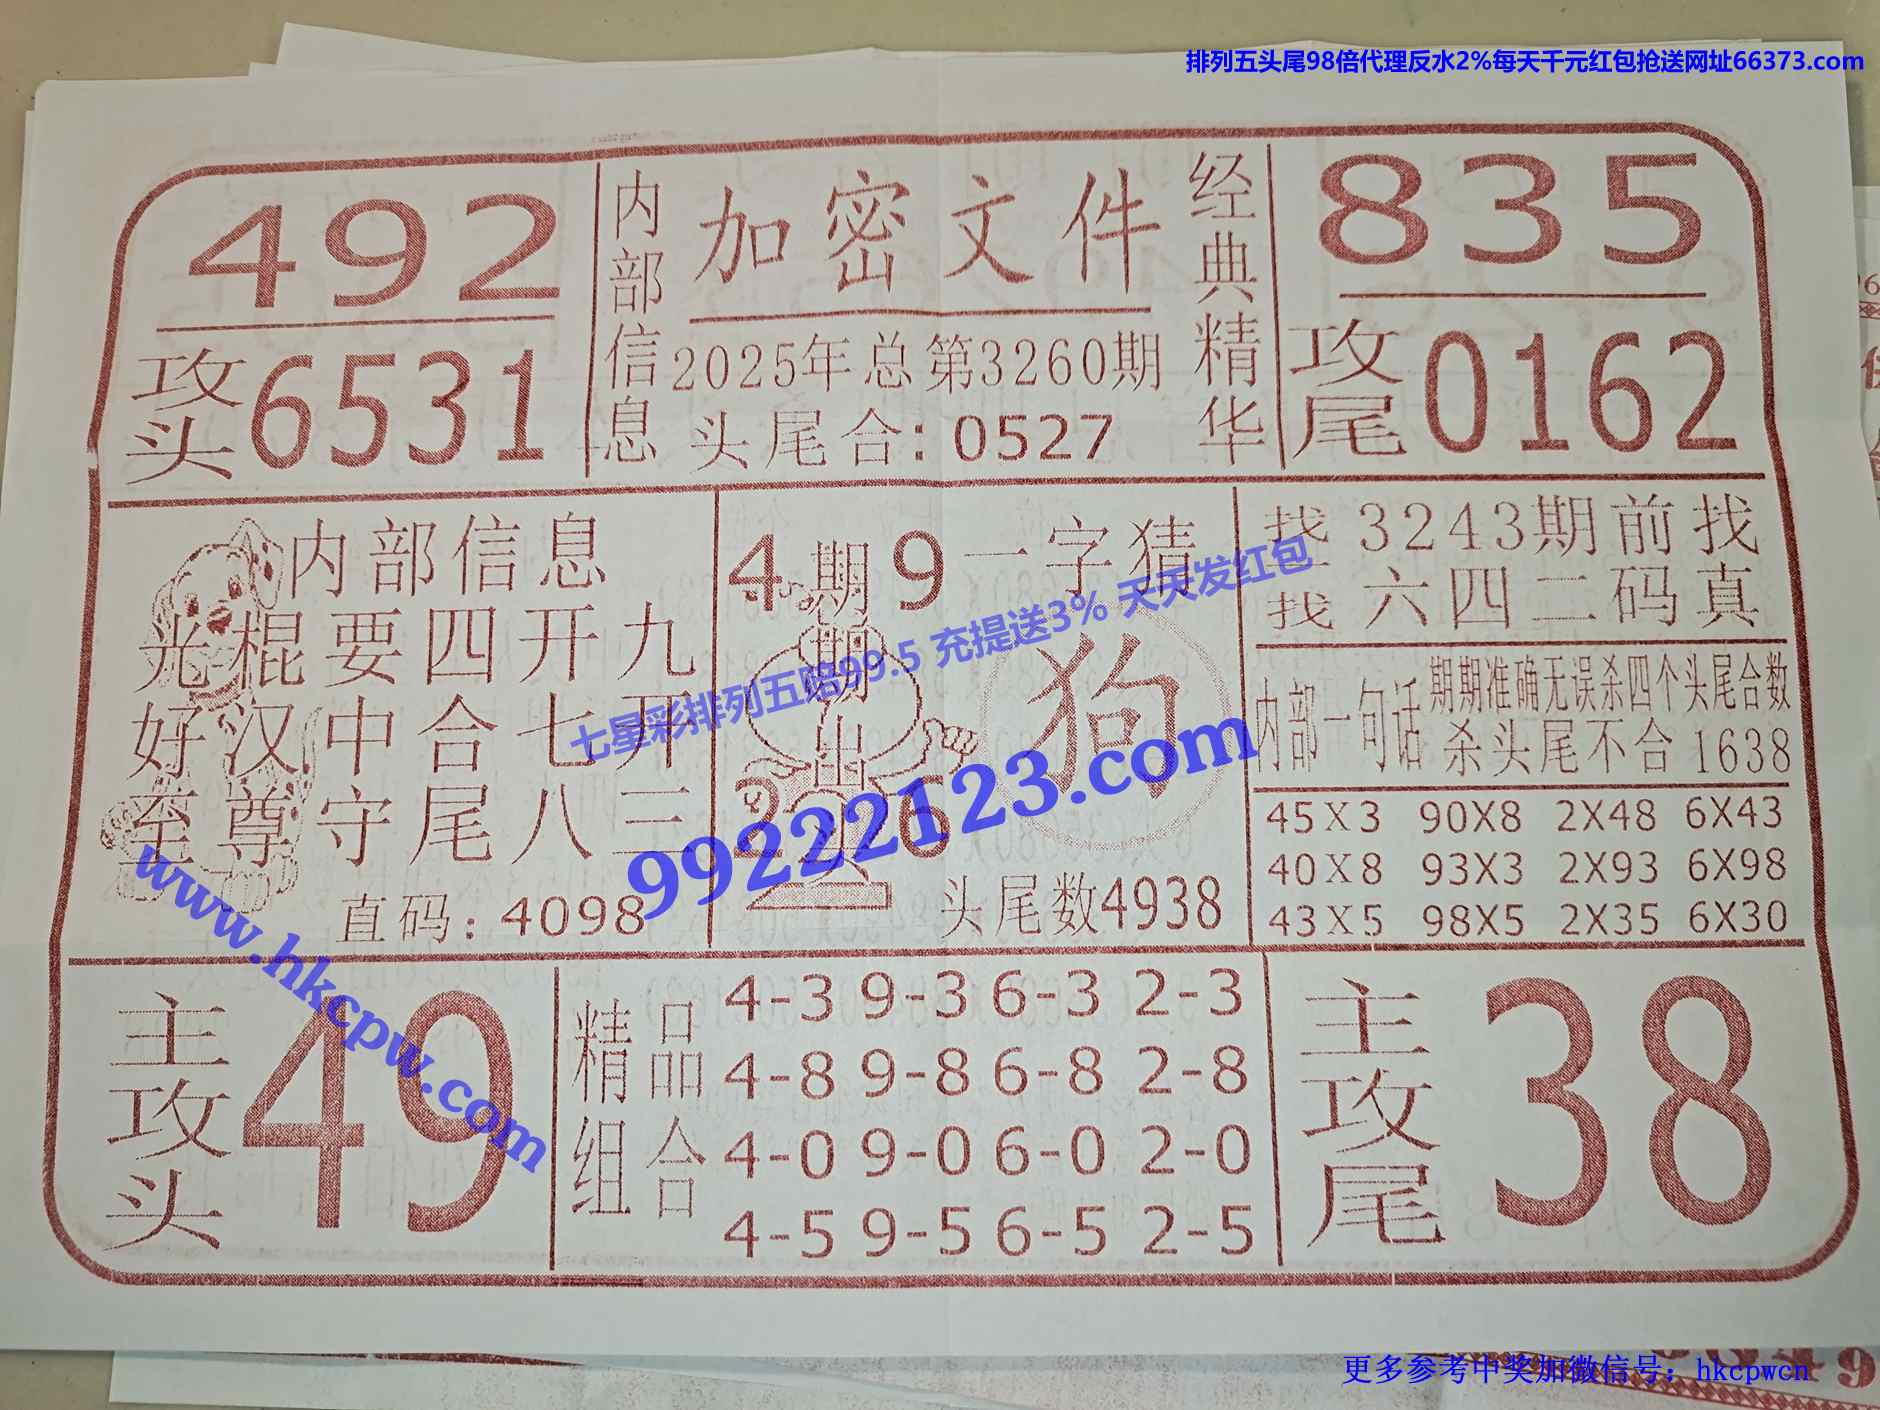 排列五头尾98倍代理反水2%每天千元红包抢送网址66373.com
492
攻头6531
内部信息
加密文件
2025年总第3260期
头尾合:0527
经典精华
835
攻尾0162
内部信息
光棍要四开九
好汉中合七开
至尊守尾八三
直码:4098
4 9
期期出
2 6
一字猜
狗
头尾数4938
找一找
3243期前找
六四二码真
内部一句话
期期准确无误杀四个头尾合数
杀头尾不合1638
45X3 90X8 2X48 6X43
40X8 93X3 2X93 6X98
43X5 98X5 2X35 6X30
七星彩排列五赔99.5 充提送3% 天天发红包
99222123.com
www.hkcpw.com
主攻头
49
精品组合
4-3 9-3 6-3 2-3
4-8 9-8 6-8 2-8
4-0 9-0 6-0 2-0
4-5 9-5 6-5 2-5
主攻尾
38
更多参考中奖加微信号：hkcpwcn